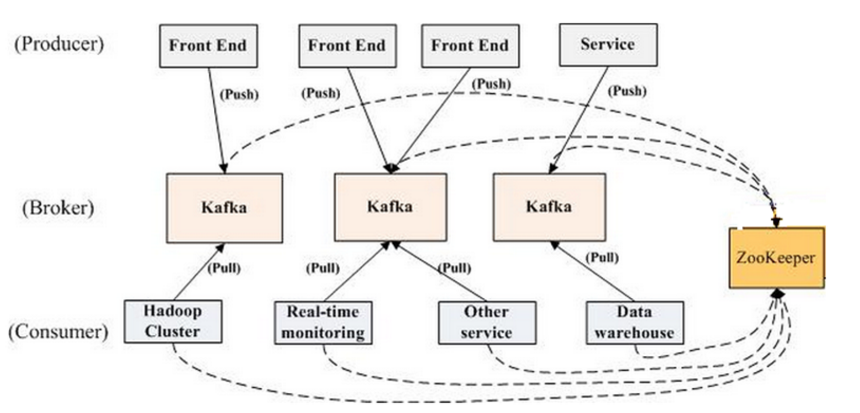 (Producer)
Front End
Front End
Front End
Service
(Push)
(Push)
(Push)
(Push)
(Broker)
Kafka
Kafka
Kafka
ZooKeeper
(Pull)
(Pull)
(Pull)
(Pull)
(Consumer)
Hadoop
Cluster
Real-time
monitoring
Other
service
Data
warehouse